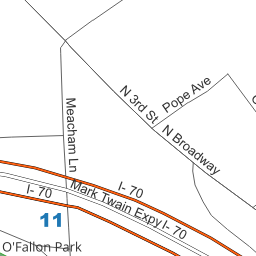 N 3rd St
Pope Ave
N Broadway
Meacham Ln
I- 70
Mark Twain Expy
I- 70
I- 70
11
O'Fallon Park